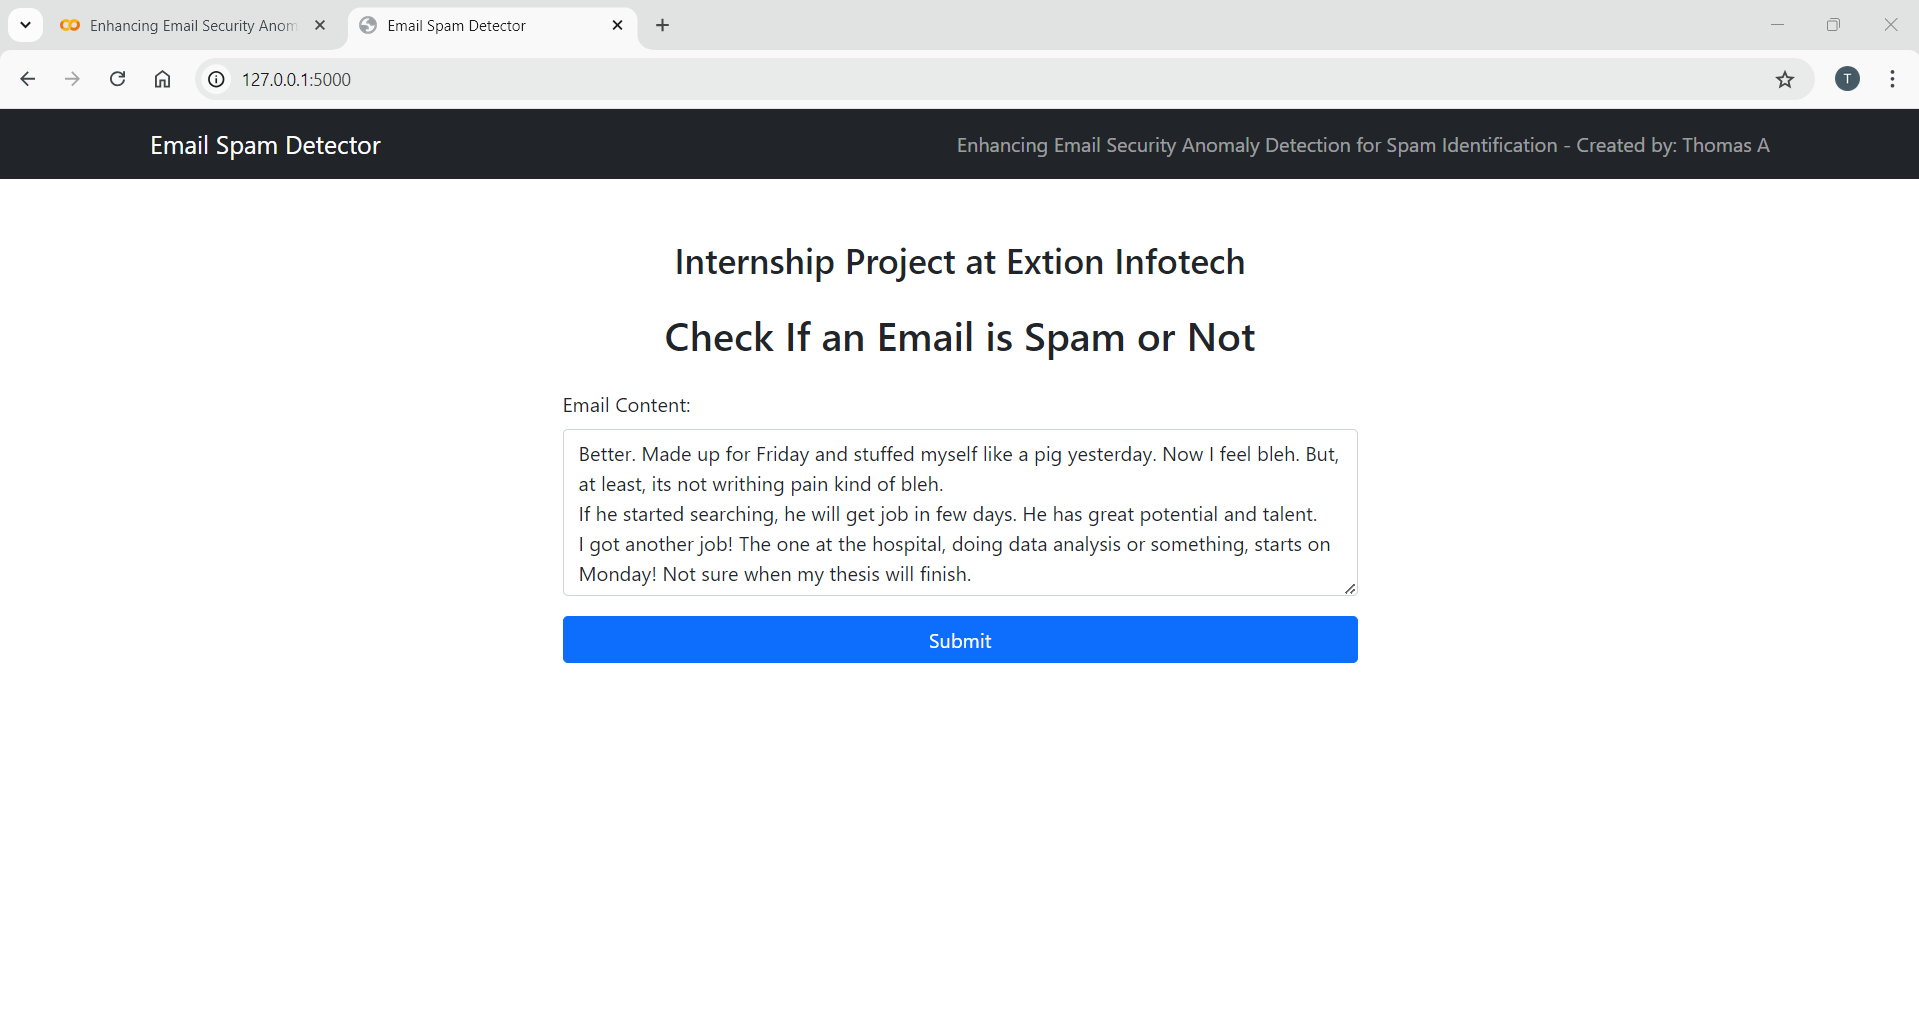 Enhancing Email Security Anom
Email Spam Detector
127.0.0.1:5000
T
Email Spam Detector
Enhancing Email Security Anomaly Detection for Spam Identification - Created by: Thomas A
Internship Project at Extion Infotech
Check If an Email is Spam or Not
Email Content:
Better. Made up for Friday and stuffed myself like a pig yesterday. Now I feel bleh. But,
at least, its not writhing pain kind of bleh.
If he started searching, he will get job in few days. He has great potential and talent.
I got another job! The one at the hospital, doing data analysis or something, starts on
Monday! Not sure when my thesis will finish.
Submit